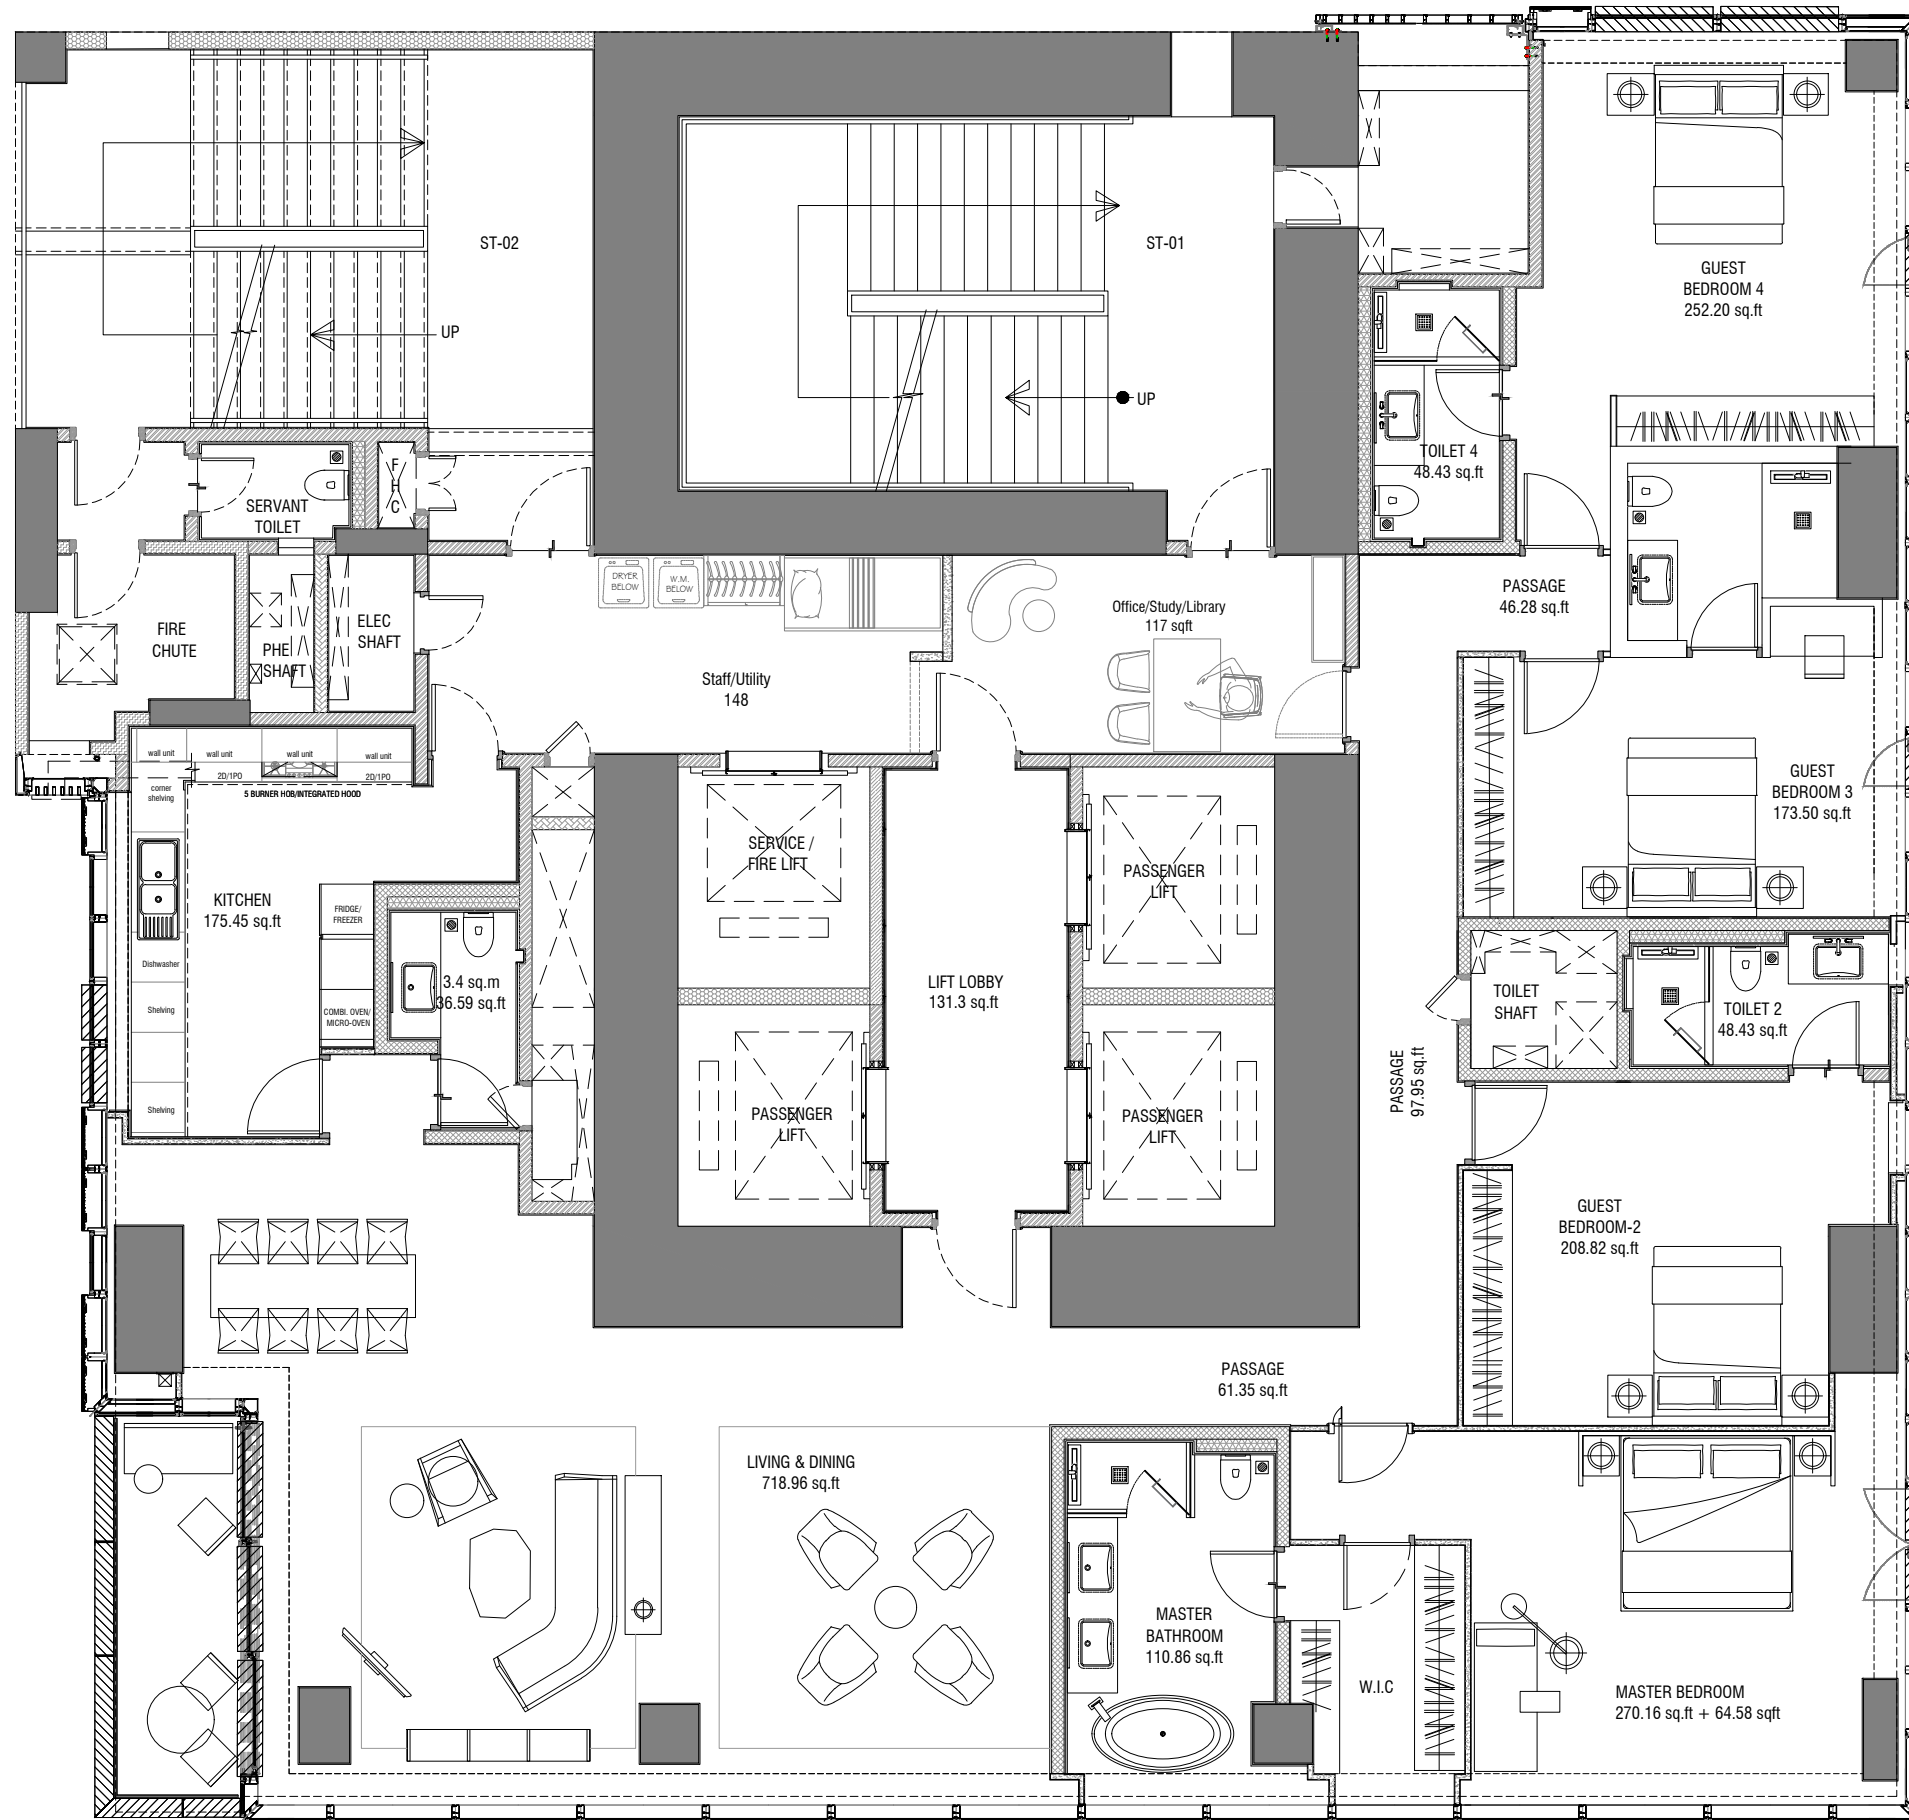 ST-02
ST-01
UP
UP
GUEST
BEDROOM 4
252.20 sq.ft
TOILET 4
48.43 sq.ft
SERVANT
TOILET
F
H
C
FIRE
CHUTE
PHE
SHAFT
ELEC
SHAFT
DRYER
BELOW
W.M.
BELOW
Office/Study/Library
117 sqft
PASSAGE
46.28 sq.ft
Staff/Utility
148
wall unit
wall unit
wall unit
wall unit
2D/1PO
2D/1PO
corner
shelving
5 BURNER HOB/INTEGRATED HOOD
GUEST
BEDROOM 3
173.50 sq.ft
SERVICE /
FIRE LIFT
PASSENGER
LIFT
KITCHEN
175.45 sq.ft
FRIDGE/
FREEZER
Dishwasher
Shelving
COMBI. OVEN/
MICRO-OVEN
Shelving
3.4 sq.m
36.59 sq.ft
LIFT LOBBY
131.3 sq.ft
TOILET
SHAFT
TOILET 2
48.43 sq.ft
PASSAGE
97.95 sq.ft
PASSENGER
LIFT
PASSENGER
LIFT
GUEST
BEDROOM-2
208.82 sq.ft
PASSAGE
61.35 sq.ft
LIVING & DINING
718.96 sq.ft
MASTER
BATHROOM
110.86 sq.ft
W.I.C
MASTER BEDROOM
270.16 sq.ft + 64.58 sqft